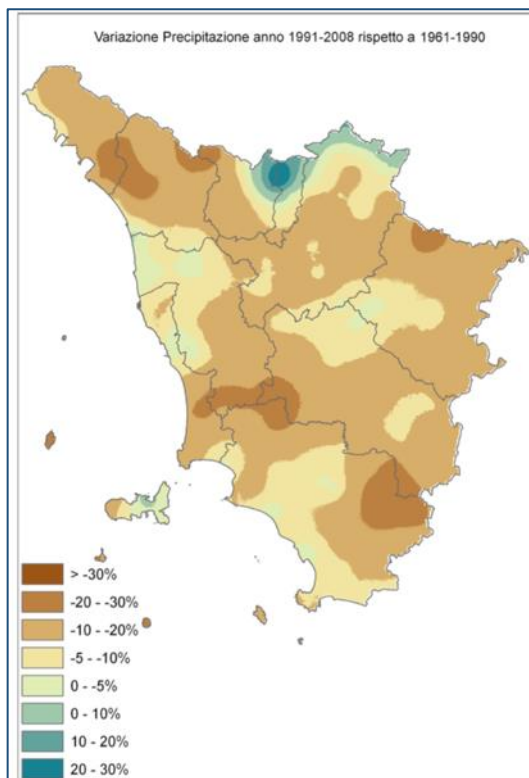 Variazione Precipitazione anno 1991-2008 rispetto a 1961-1990
> -30%
-20 - -30%
-10 - -20%
-5 - -10%
0 - -5%
0 - 10%
10 - 20%
20 - 30%